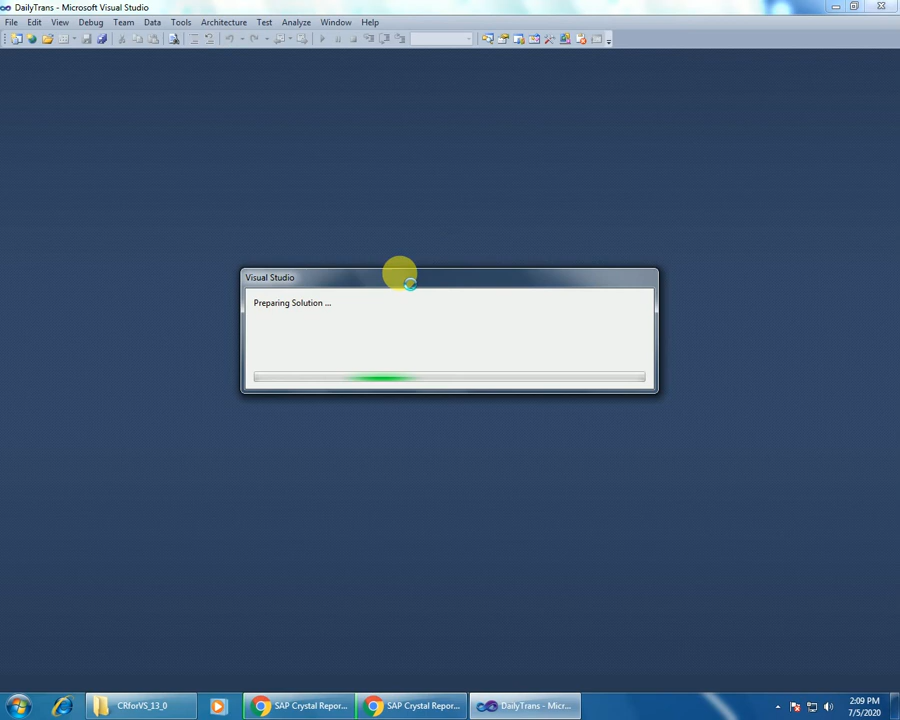 DailyTrans - Microsoft Visual Studio
File Edit View Debug Team Data Tools Architecture Test Analyze Window Help
Visual Studio
Preparing Solution ...
CRforVS_13_0
SAP Crystal Repor...
SAP Crystal Repor...
DailyTrans - Micr...
2:09 PM
7/5/2020